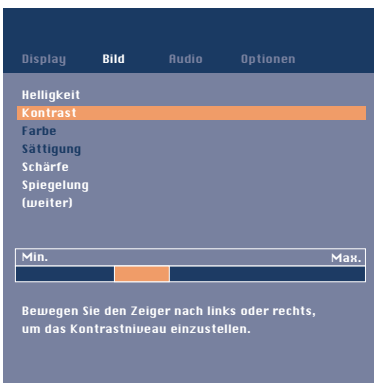 Display Bild Audio Optionen
Helligkeit
Kontrast
Farbe
Sättigung
Schärfe
Spiegelung
(weiter)
Min. Max.
Bewegen Sie den Zeiger nach links oder rechts,
um das Kontrastniveau einzustellen.